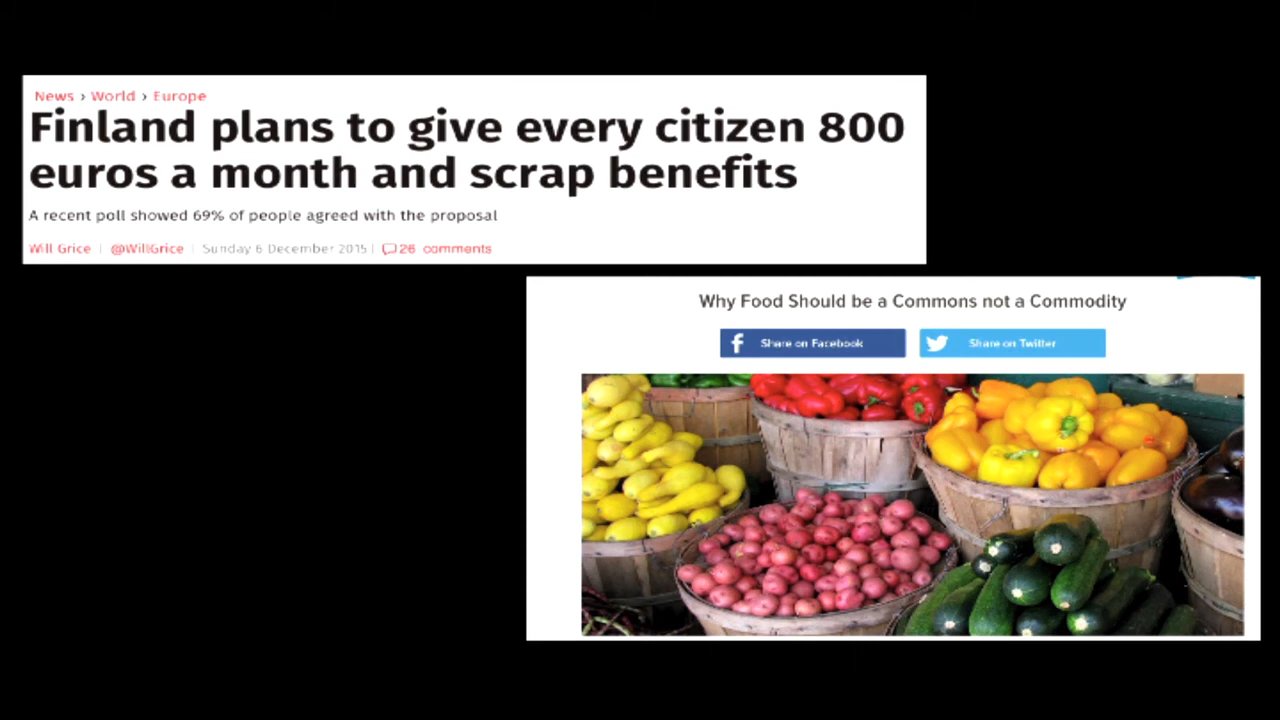 News › World › Europe
Finland plans to give every citizen 800
euros a month and scrap benefits
A recent poll showed 69% of people agreed with the proposal
Will Grice | @WillGrice | Sunday 6 December 2015 | 26 comments
Why Food Should be a Commons not a Commodity
Share on Facebook
Share on Twitter